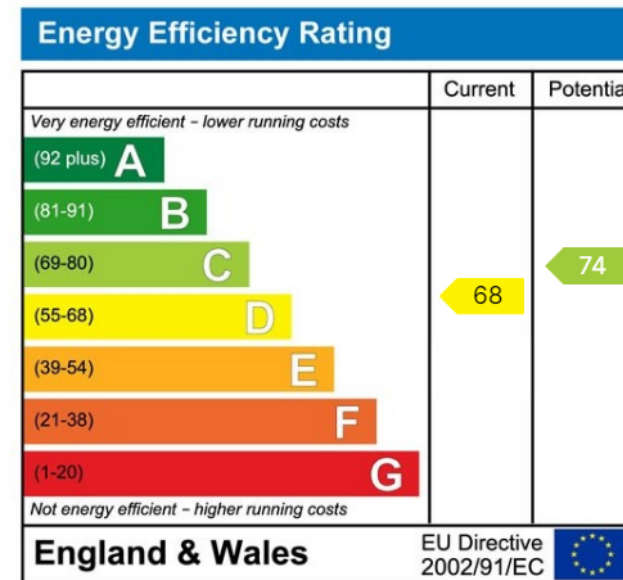 Energy Efficiency Rating
Current Potentia
Very energy efficient – lower running costs
(92 plus) A
(81-91) B
(69-80) C
74
68
(55-68) D
(39-54) E
(21-38) F
(1-20) G
Not energy efficient – higher running costs
England & Wales
EU Directive
2002/91/EC